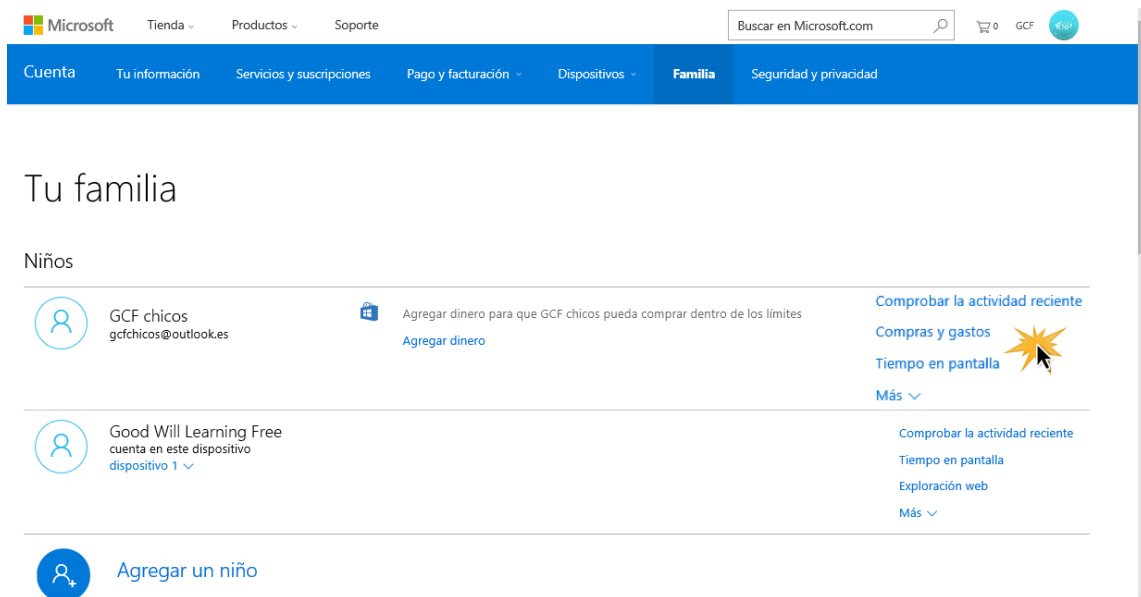 Microsoft Tienda Productos Soporte Buscar en Microsoft.com 0 GCF
Cuenta Tu información Servicios y suscripciones Pago y facturación Dispositivos Familia Seguridad y privacidad
Tu familia
Niños
GCF chicos
gcfchicos@outlook.es
Agregar dinero para que GCF chicos pueda comprar dentro de los límites
Agregar dinero
Comprobar la actividad reciente
Compras y gastos
Tiempo en pantalla
Más
Good Will Learning Free
cuenta en este dispositivo
dispositivo 1
Comprobar la actividad reciente
Tiempo en pantalla
Exploración web
Más
Agregar un niño